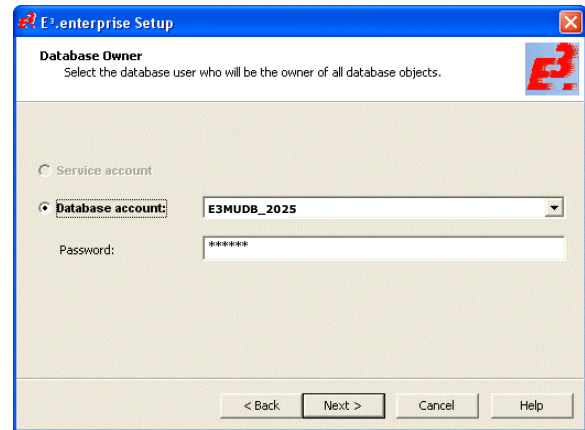 E³.enterprise Setup
Database Owner
Select the database user who will be the owner of all database objects.
E³.
Service account
Database account: E3MUDB_2025
Password: ******
< Back Next > Cancel Help